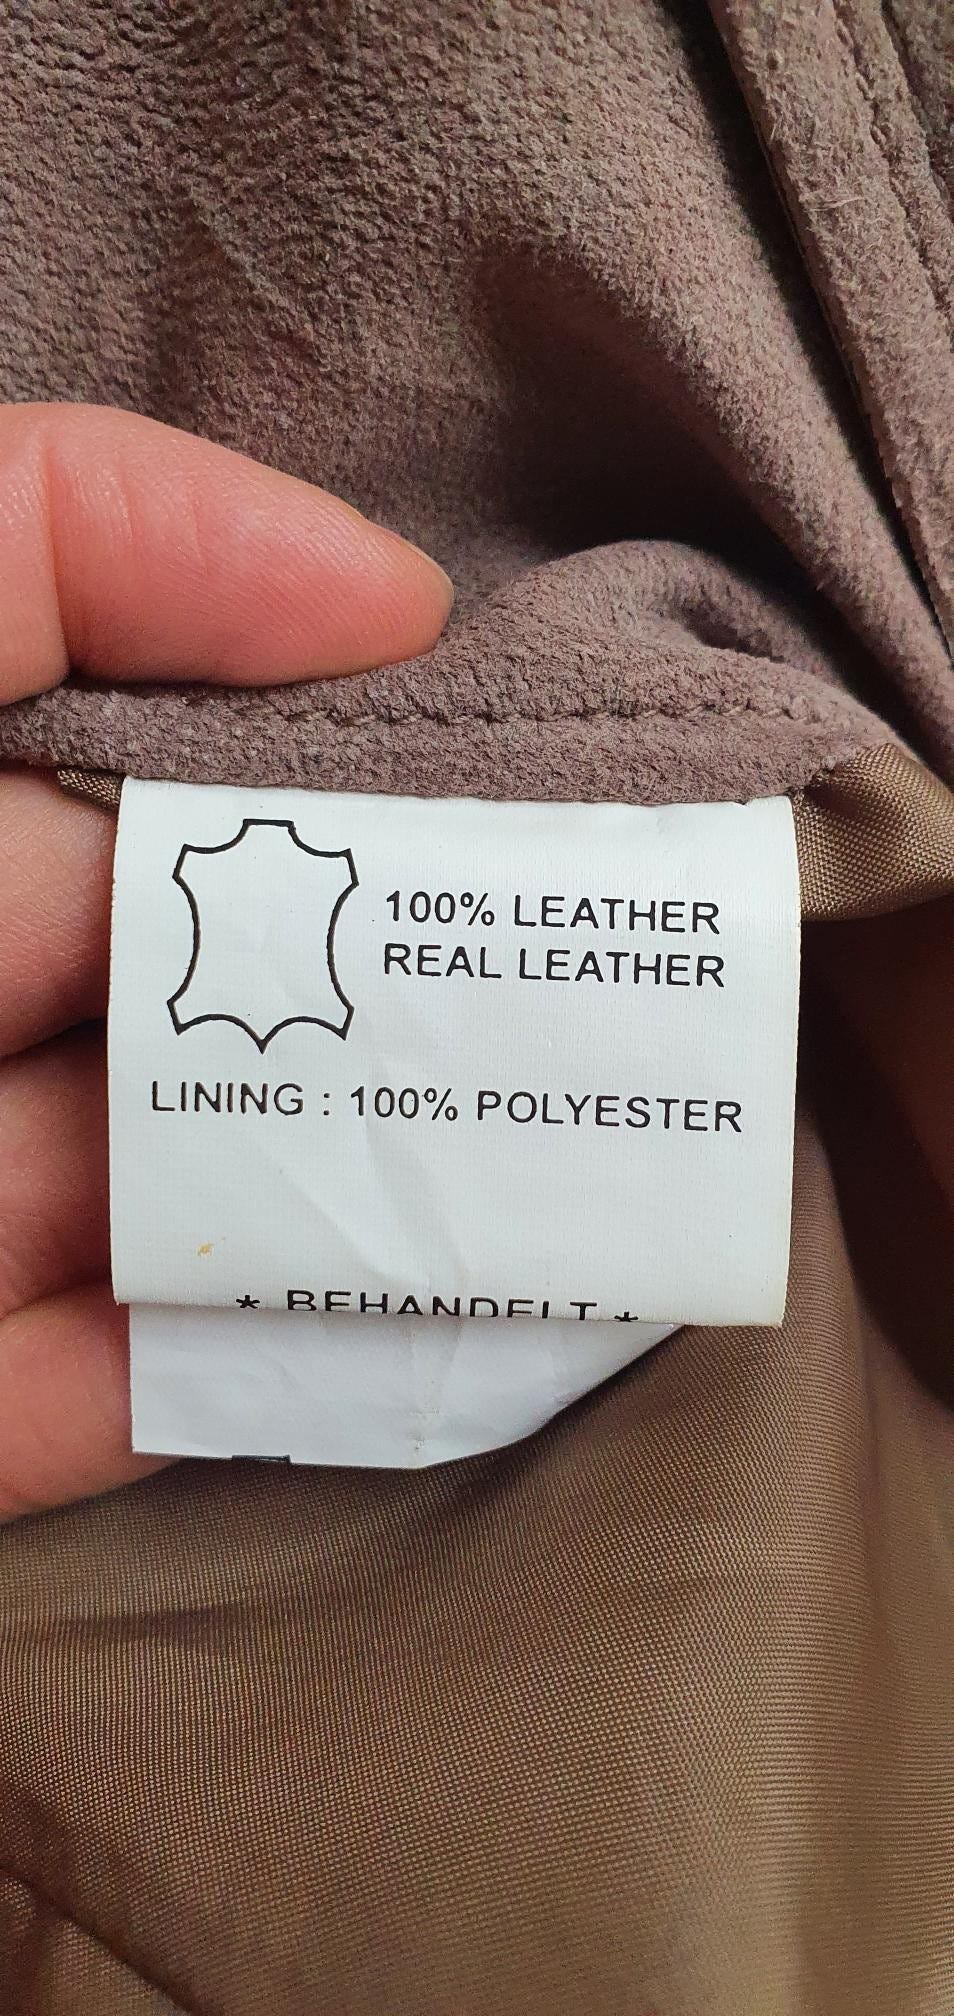 100% LEATHER
REAL LEATHER
LINING : 100% POLYESTER
* BEHANDELT *